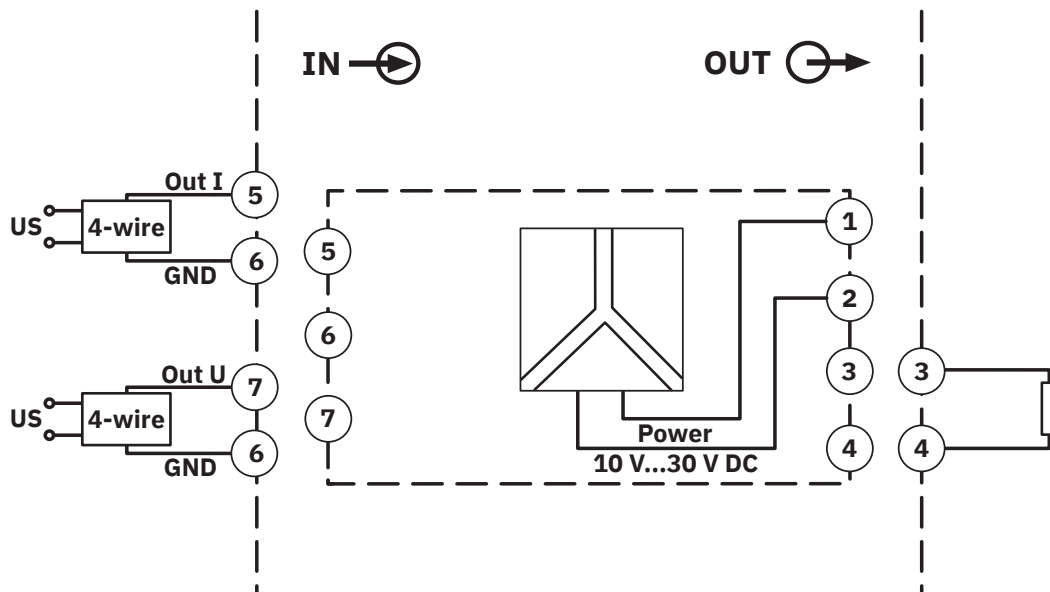 IN
OUT
Out I
5
US
4-wire
6
GND
Out U
7
US
4-wire
6
GND
5
6
7
1
2
3
4
Power
10 V...30 V DC
3
4